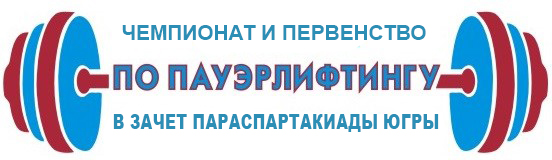 ЧЕМПИОНАТ И ПЕРВЕНСТВО
ПО ПАУЭРЛИФТИНГУ
В ЗАЧЕТ ПАРАСПАРТАКИАДЫ ЮГРЫ